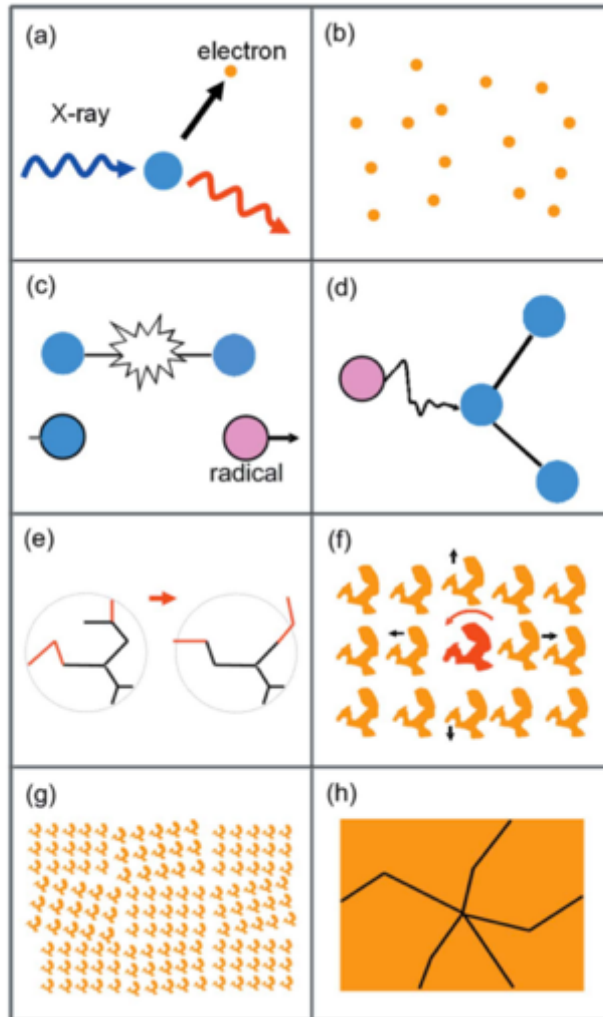 (a)
electron
X-ray
(b)
(c)
radical
(d)
(e)
(f)
(g)
(h)